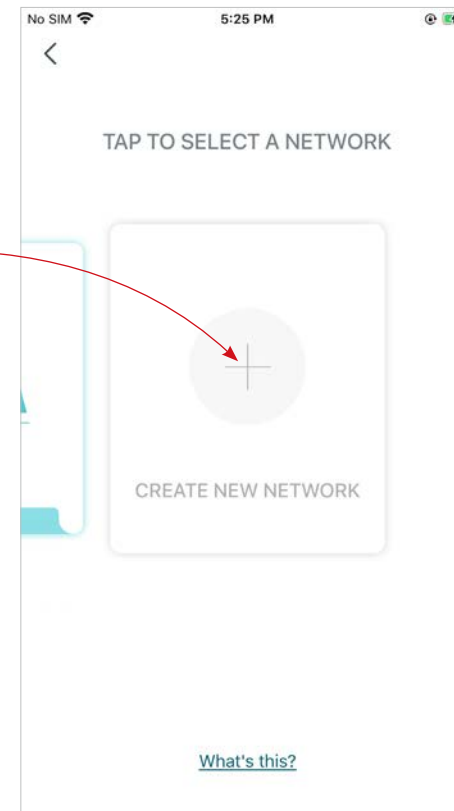 No SIM 5:25 PM
TAP TO SELECT A NETWORK
CREATE NEW NETWORK
What's this?